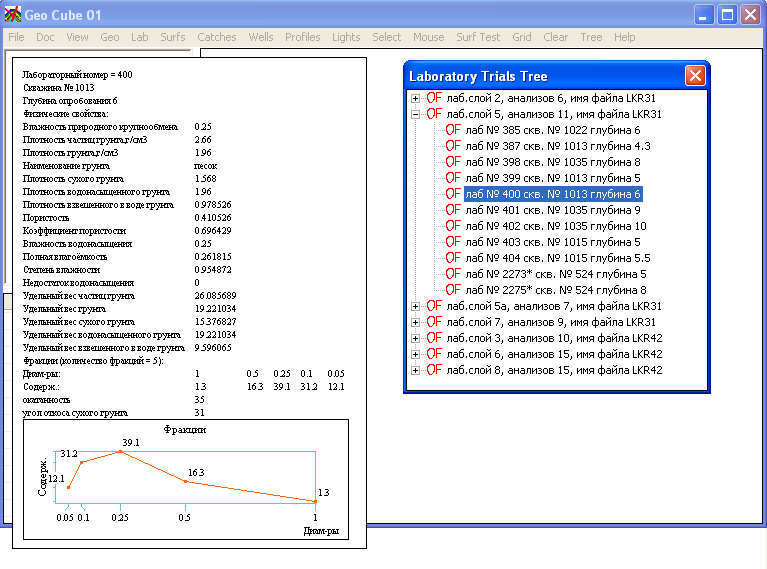 Geo Cube 01
File Doc View Geo Lab Surfs Catches Wells Profiles Lights Select Mouse Surf Test Grid Clear Tree Help
Лабораторный номер = 400
Скважина № 1013
Глубина опробования 6
Физические свойства:
Влажность природного крупнообмена 0.25
Плотность частиц грунта,г/см3 2.66
Плотность грунта,г/см3 1.96
Наименование грунта песок
Плотность сухого грунта 1.568
Плотность водонасыщенного грунта 1.96
Плотность взвешенного в воде грунта 0.978526
Пористость 0.410526
Коэффициент пористости 0.696429
Влажность водонасыщения 0.25
Полная влагоёмкость 0.261815
Степень влажности 0.954872
Недостаток водонасыщения 0
Удельный вес частиц грунта 26.085689
Удельный вес грунта 19.221034
Удельный вес сухого грунта 15.376827
Удельный вес водонасыщенного грунта 19.221034
Удельный вес взвешенного в воде грунта 9.596065
Фракции (количество фракций = 5):
Диам-ры: 1 0.5 0.25 0.1 0.05
Содерж.: 1.3 16.3 39.1 31.2 12.1
окатанность 35
угол откоса сухого грунта 31
Фракции
Содерж.
12.1
31.2
39.1
16.3
1.3
0.05 0.1 0.25 0.5 1
Диам-ры
Laboratory Trials Tree
OF лаб.слой 2, анализов 6, имя файла LKR31
OF лаб.слой 5, анализов 11, имя файла LKR31
OF лаб № 385 скв. № 1022 глубина 6
OF лаб № 387 скв. № 1013 глубина 4.3
OF лаб № 398 скв. № 1035 глубина 8
OF лаб № 399 скв. № 1013 глубина 5
OF лаб № 400 скв. № 1013 глубина 6
OF лаб № 401 скв. № 1035 глубина 9
OF лаб № 402 скв. № 1035 глубина 10
OF лаб № 403 скв. № 1015 глубина 5
OF лаб № 404 скв. № 1015 глубина 5.5
OF лаб № 2273* скв. № 524 глубина 5
OF лаб № 2275* скв. № 524 глубина 8
OF лаб.слой 5а, анализов 7, имя файла LKR31
OF лаб.слой 7, анализов 9, имя файла LKR31
OF лаб.слой 3, анализов 10, имя файла LKR42
OF лаб.слой 6, анализов 15, имя файла LKR42
OF лаб.слой 8, анализов 15, имя файла LKR42